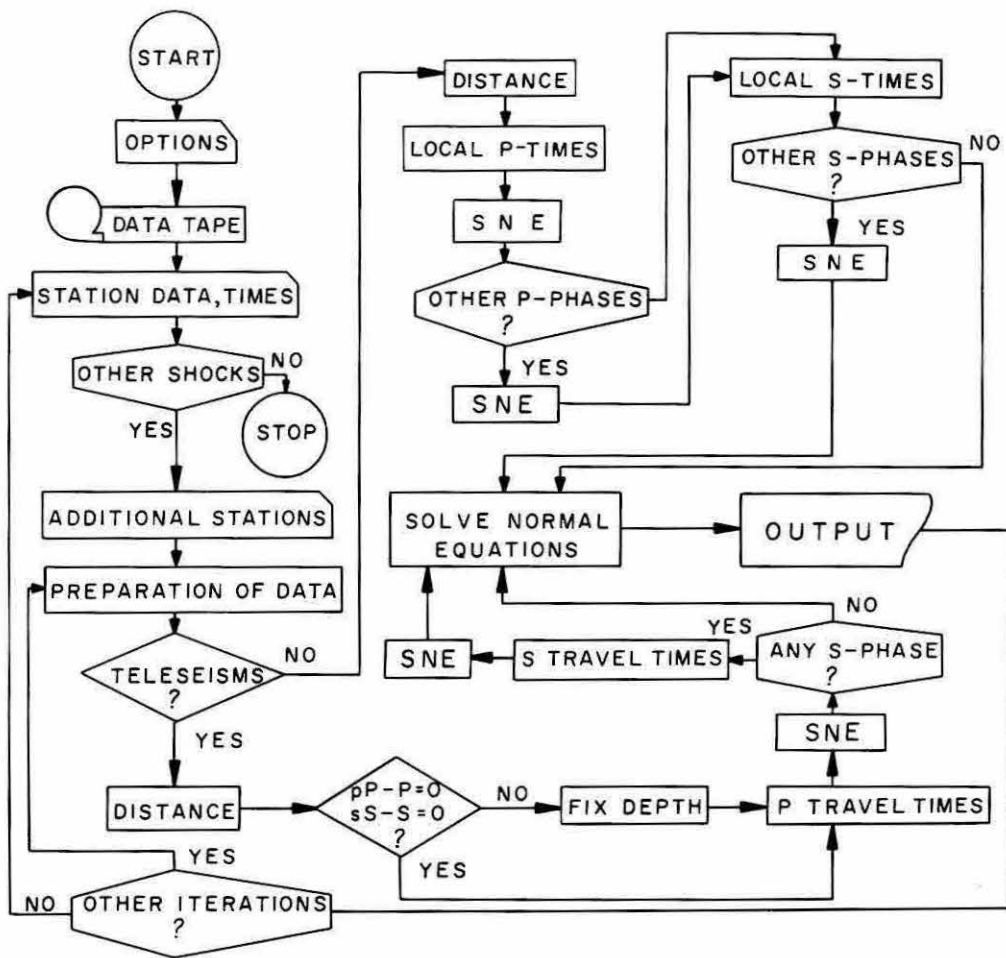 START
OPTIONS
DATA TAPE
STATION DATA, TIMES
OTHER SHOCKS
NO
STOP
YES
ADDITIONAL STATIONS
PREPARATION OF DATA
TELESEISMS
?
NO
YES
DISTANCE
pP-P=0
sS-S=0
?
NO
YES
FIX DEPTH
P TRAVEL TIMES
SNE
ANY S-PHASE
?
NO
YES
S TRAVEL TIMES
SNE
SOLVE NORMAL
EQUATIONS
OUTPUT
DISTANCE
LOCAL P-TIMES
S N E
OTHER P-PHASES
?
YES
SNE
LOCAL S-TIMES
OTHER S-PHASES
?
NO
YES
SNE
YES
NO
OTHER ITERATIONS
?